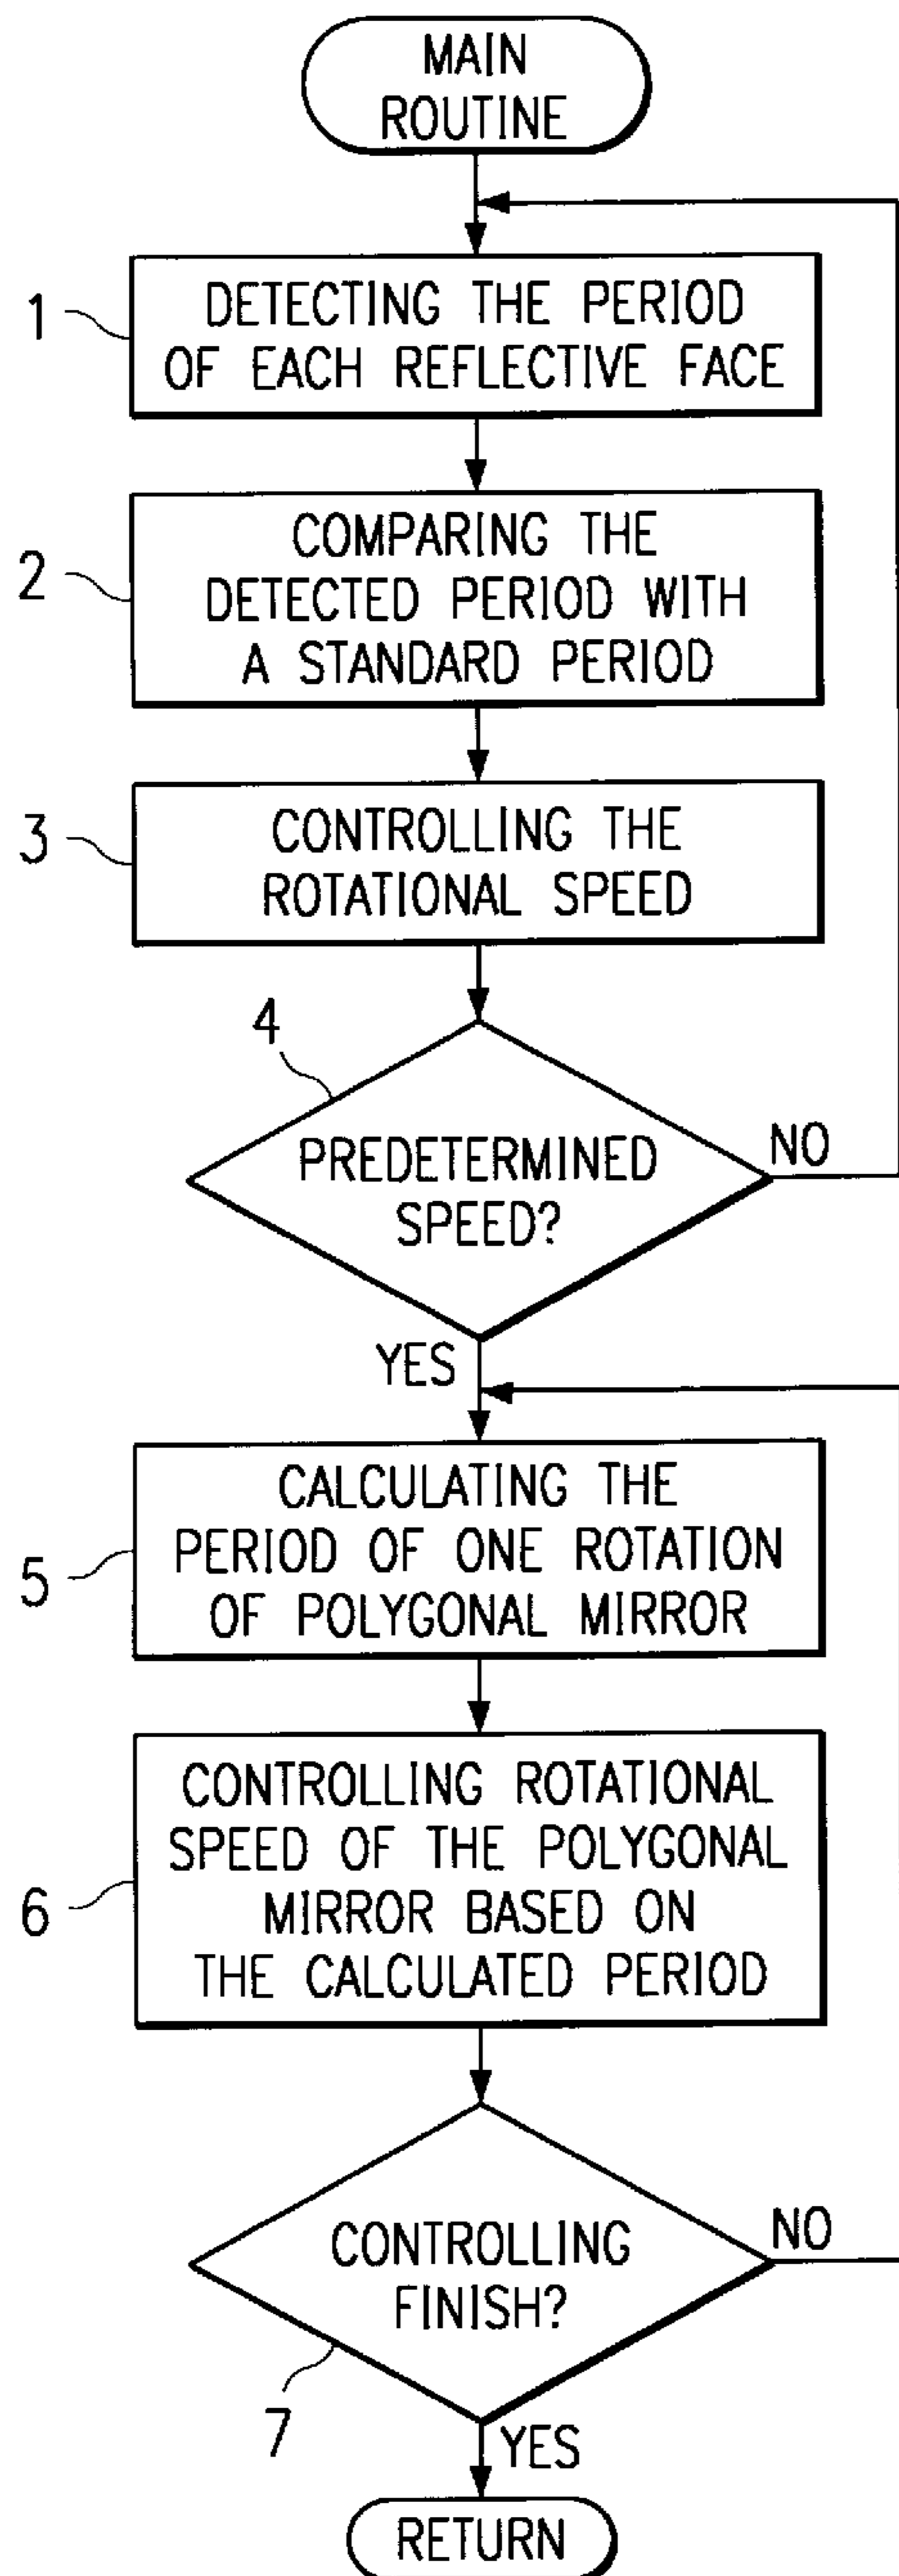 MAIN
ROUTINE
1
DETECTING THE PERIOD
OF EACH REFLECTIVE FACE
2
COMPARING THE
DETECTED PERIOD WITH
A STANDARD PERIOD
3
CONTROLLING THE
ROTATIONAL SPEED
4
PREDETERMINED
SPEED?
NO
YES
5
CALCULATING THE
PERIOD OF ONE ROTATION
OF POLYGONAL MIRROR
6
CONTROLLING ROTATIONAL
SPEED OF THE POLYGONAL
MIRROR BASED ON
THE CALCULATED PERIOD
CONTROLLING
FINISH?
NO
7
YES
RETURN